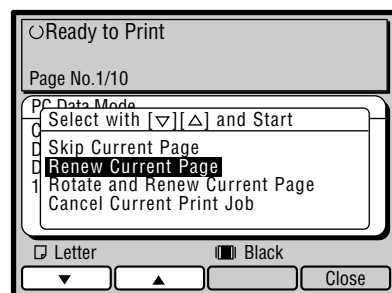 Ready to Print
Page No.1/10
PC Data Mode
Select with [▽][△] and Start
C
D
D
1
Skip Current Page
Renew Current Page
Rotate and Renew Current Page
Cancel Current Print Job
Letter
Black
▼
▲
Close